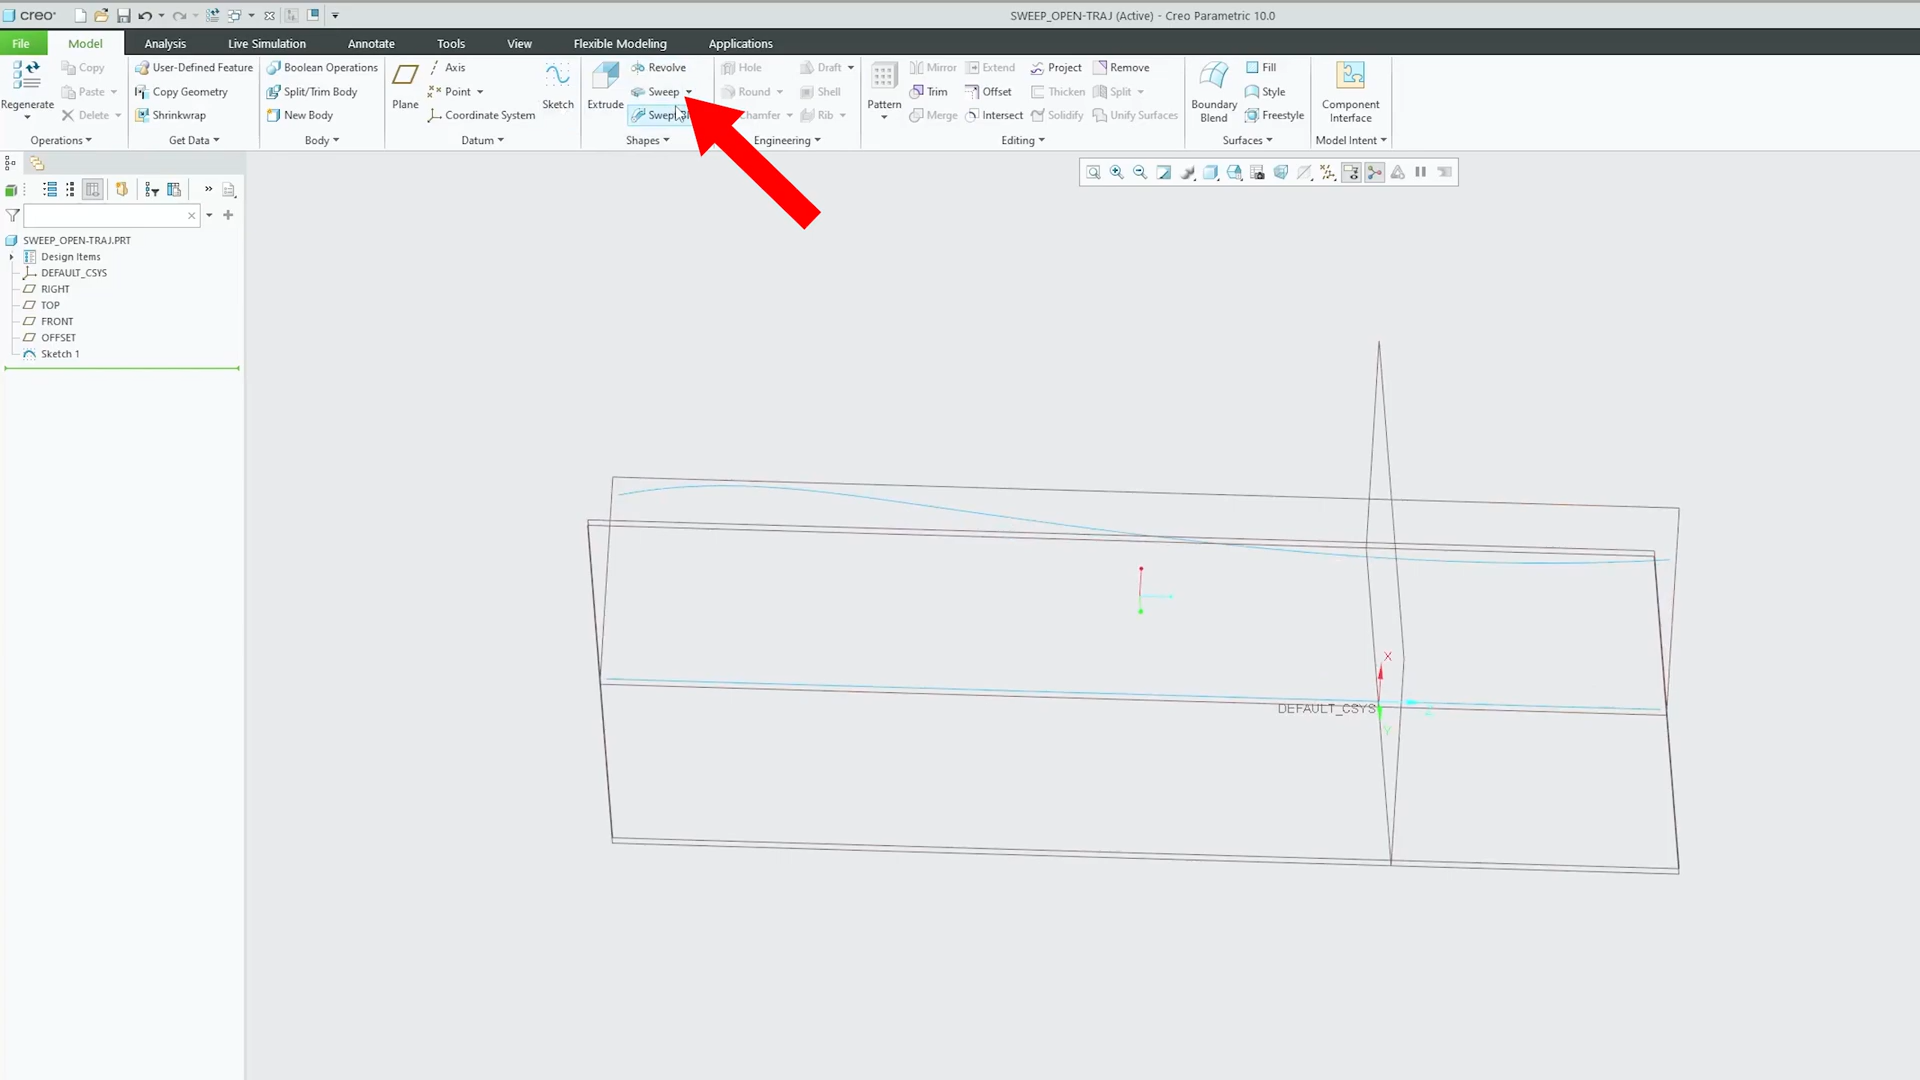 creo
SWEEP_OPEN-TRAJ (Active) - Creo Parametric 10.0
File Model Analysis Live Simulation Annotate Tools View Flexible Modeling Applications
Regenerate
Copy
Paste
Delete
Operations
User-Defined Feature
Copy Geometry
Shrinkwrap
Get Data
Boolean Operations
Split/Trim Body
New Body
Body
Plane
Axis
Point
Coordinate System
Sketch
Datum
Extrude
Revolve
Sweep
Shapes
Hole
Round
Draft
Shell
Rib
Engineering
Pattern
Mirror
Trim
Merge
Extend
Offset
Intersect
Project
Thicken
Solidify
Remove
Split
Unify Surfaces
Editing
Boundary
Blend
Fill
Style
Freestyle
Surfaces
Component
Interface
Model Intent
SWEEP_OPEN-TRAJ.PRT
Design Items
DEFAULT_CSYS
RIGHT
TOP
FRONT
OFFSET
Sketch 1
X
DEFAULT_CSYS
Z
Y